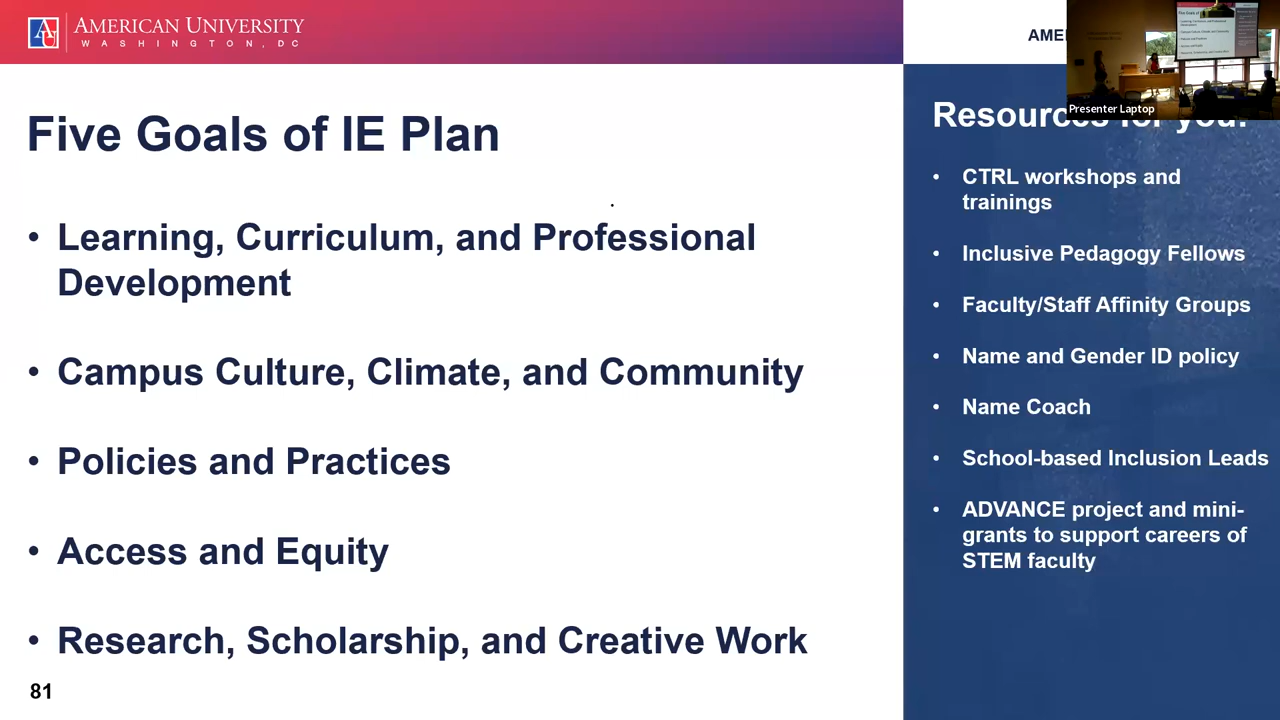 AMERICAN UNIVERSITY
WASHINGTON, DC
AME
Presenter Laptop
Five Goals of IE Plan
• Learning, Curriculum, and Professional
Development
• Campus Culture, Climate, and Community
• Policies and Practices
• Access and Equity
• Research, Scholarship, and Creative Work
81
Resources for you:
• CTRL workshops and
trainings
• Inclusive Pedagogy Fellows
• Faculty/Staff Affinity Groups
• Name and Gender ID policy
• Name Coach
• School-based Inclusion Leads
• ADVANCE project and mini-
grants to support careers of
STEM faculty